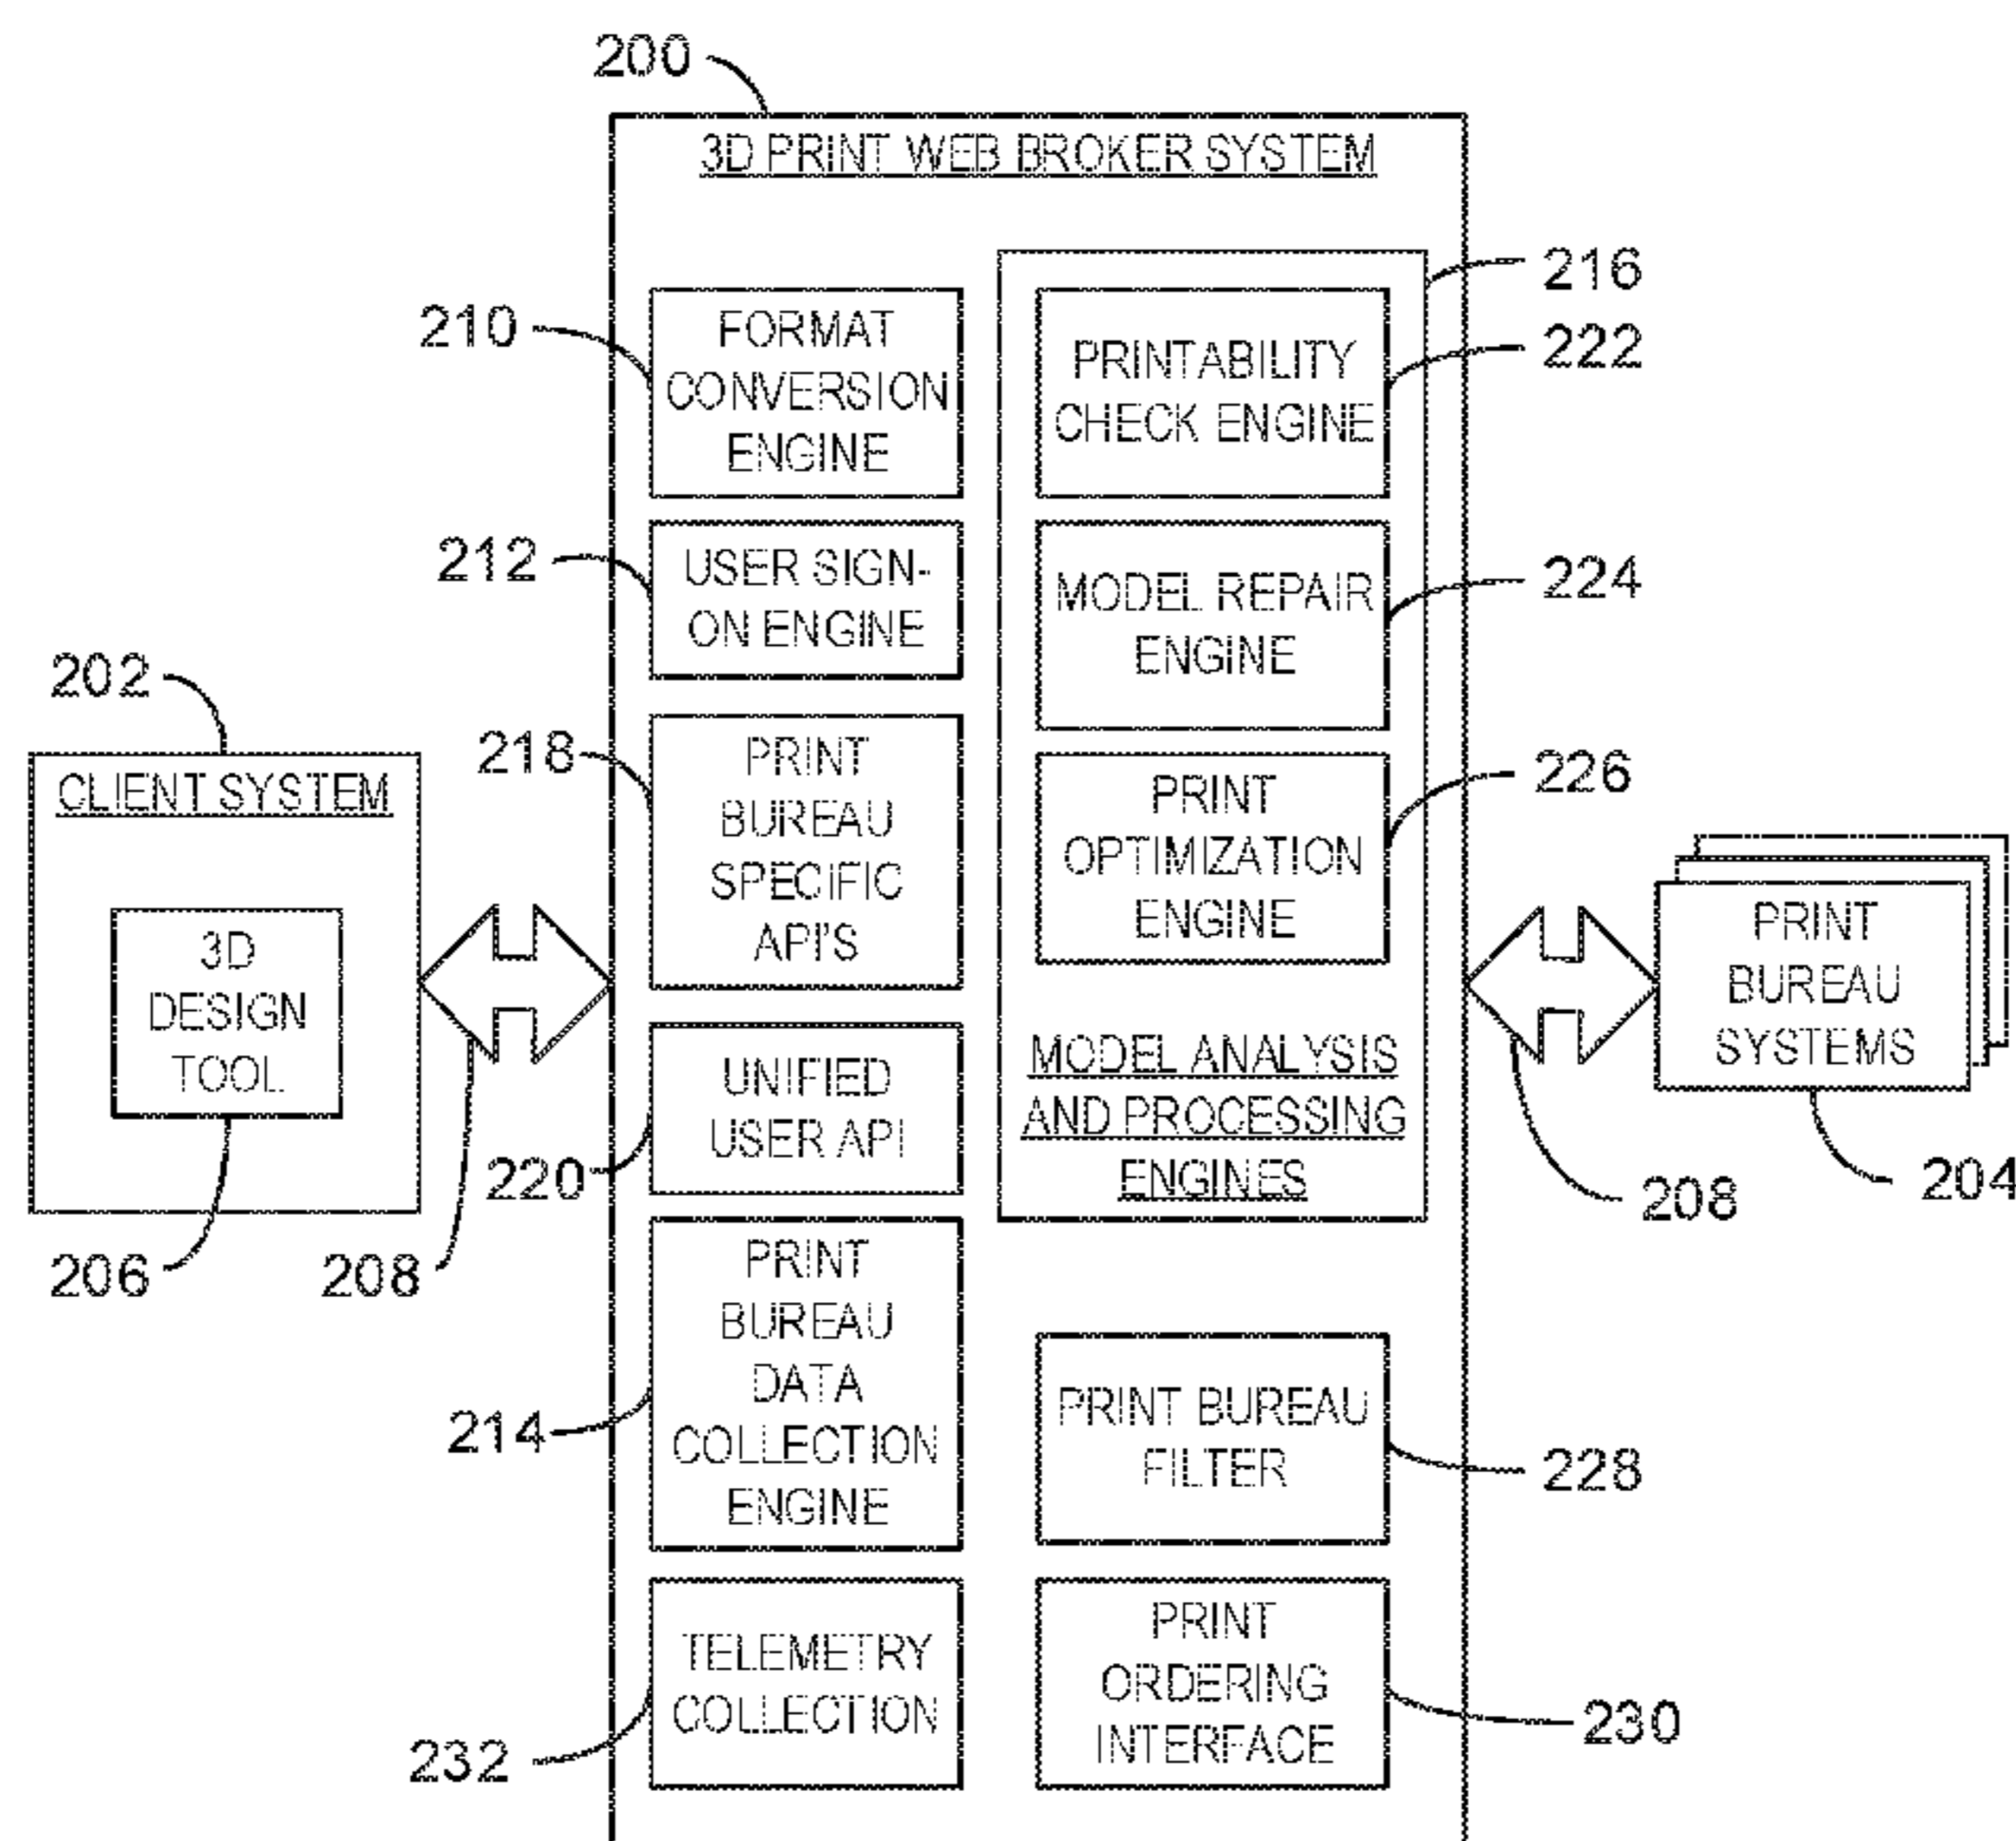 200
3D PRINT WEB BROKER SYSTEM
210
FORMAT
CONVERSION
ENGINE
212
USER SIGN-
ON ENGINE
218
PRINT
BUREAU
SPECIFIC
API'S
220
UNIFIED
USER API
214
PRINT
BUREAU
DATA
COLLECTION
ENGINE
232
TELEMETRY
COLLECTION
216
PRINTABILITY
CHECK ENGINE
222
MODEL REPAIR
ENGINE
224
PRINT
OPTIMIZATION
ENGINE
226
MODEL ANALYSIS
AND PROCESSING
ENGINES
PRINT BUREAU
FILTER
228
PRINT
ORDERING
INTERFACE
230
202
CLIENT SYSTEM
3D
DESIGN
TOOL
206
208
PRINT
BUREAU
SYSTEMS
204
208